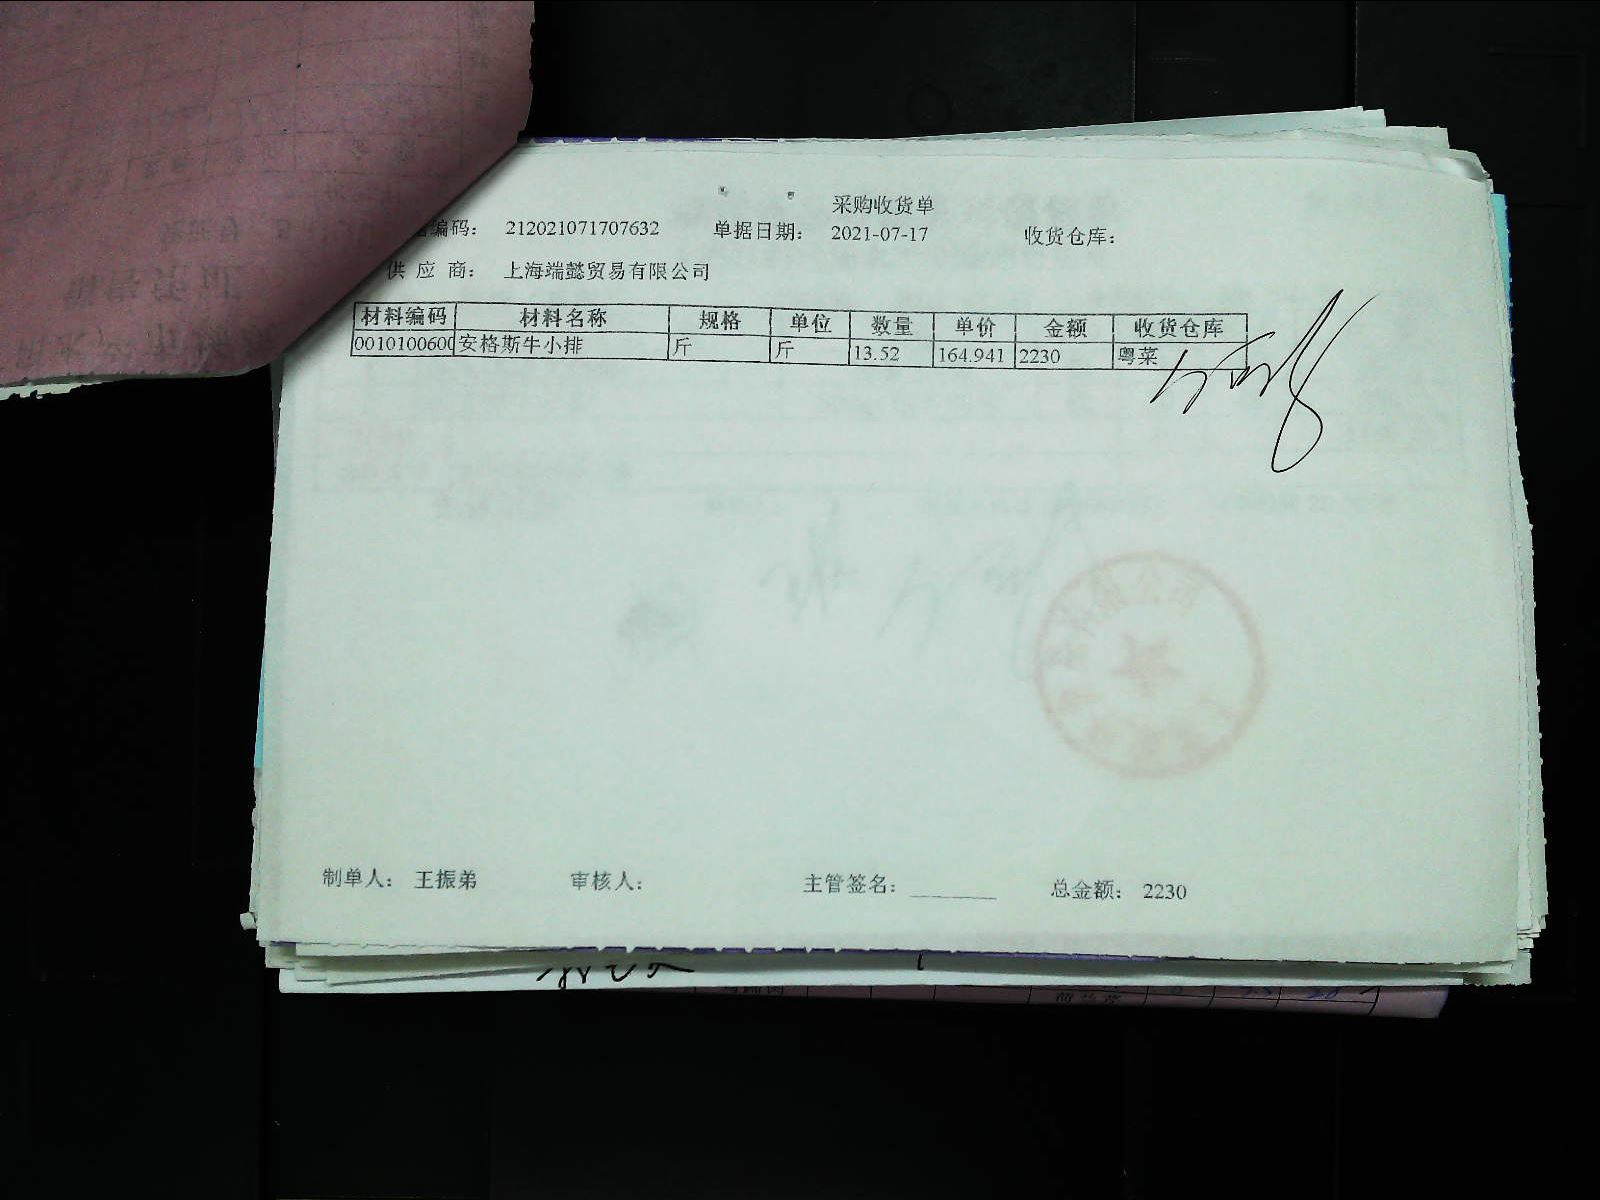 采购收货单
编码： 212021071707632 单据日期： 2021-07-17 收货仓库：
供 应 商： 上海端懿贸易有限公司
材料编码 材料名称 规格 单位 数量 单价 金额 收货仓库
0010100600 安格斯牛小排 斤 斤 13.52 164.941 2230 粤菜
制单人： 王振弟 审核人： 主管签名： 总金额： 2230